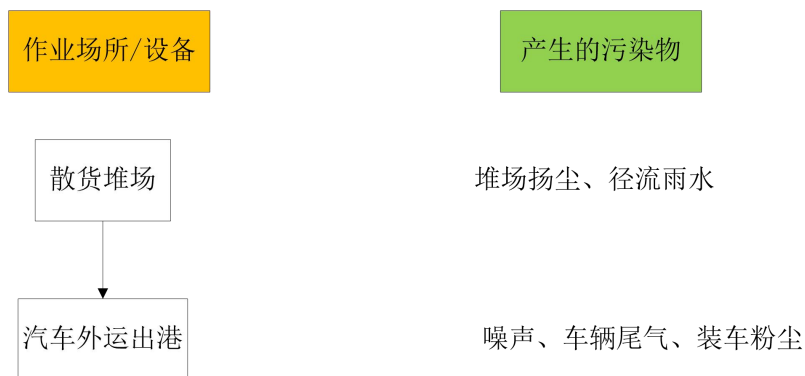 作业场所/设备
产生的污染物
散货堆场
堆场扬尘、径流雨水
汽车外运出港
噪声、车辆尾气、装车粉尘